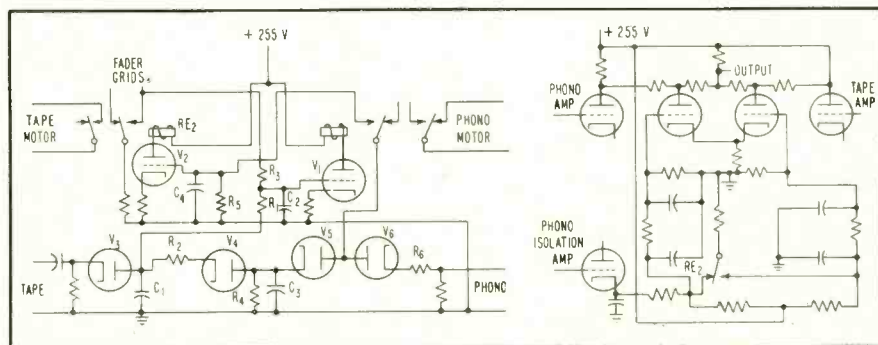 + 255 V
FADER
GRIDS
TAPE
MOTOR
RE2
V2
C4
R5
R3
R1
C2
V1
PHONO
MOTOR
V3
R2
V4
V5
V6
R6
TAPE
C1
R4
C3
PHONO
+ 255 V
OUTPUT
PHONO
AMP
TAPE
AMP
PHONO
ISOLATION
AMP
RE2